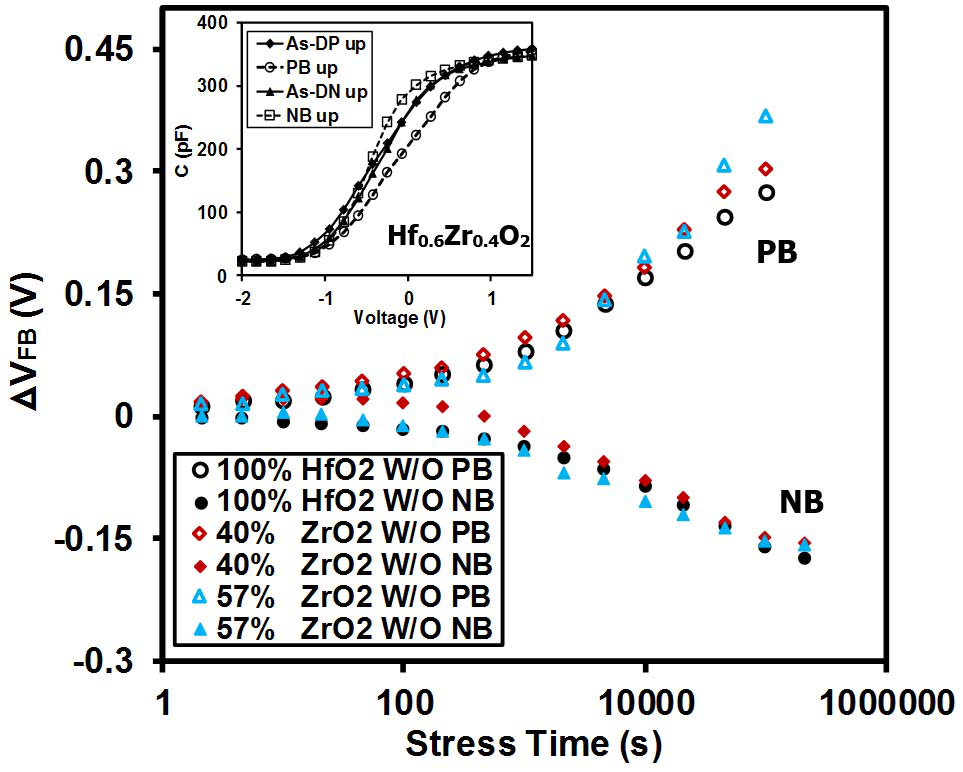 0.45
0.3
0.15
0
-0.15
-0.3
ΔVFB (V)
1
100
10000
1000000
Stress Time (s)
PB
NB
100% HfO2 W/O PB
100% HfO2 W/O NB
40% ZrO2 W/O PB
40% ZrO2 W/O NB
57% ZrO2 W/O PB
57% ZrO2 W/O NB
400
300
200
100
0
C (pF)
-2
-1
0
1
Voltage (V)
As-DP up
PB up
As-DN up
NB up
Hf0.6Zr0.4O2